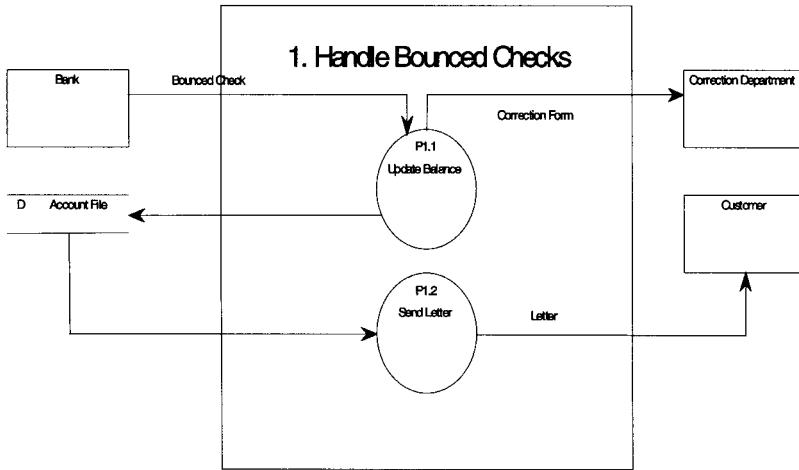 1. Handle Bounced Checks
Bank
Bounced Check
Correction Department
Correction Form
P1.1
Update Balance
D Account File
Customer
P1.2
Send Letter
Letter